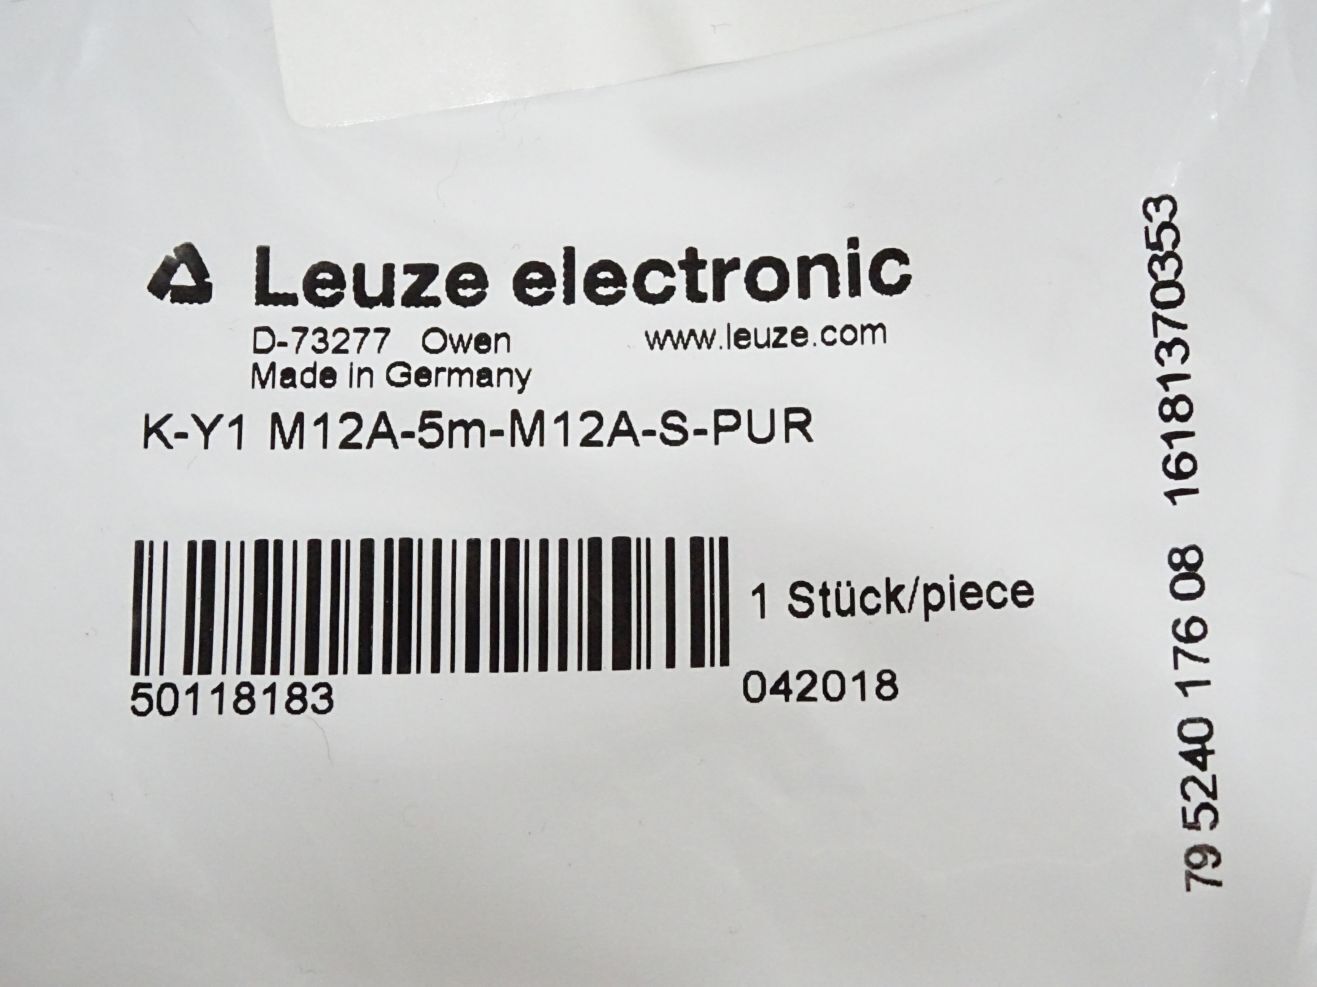 Leuze electronic
D-73277 Owen www.leuze.com
Made in Germany
K-Y1 M12A-5m-M12A-S-PUR
1 Stück/piece
50118183
042018
79 5240 176 08 16181370353